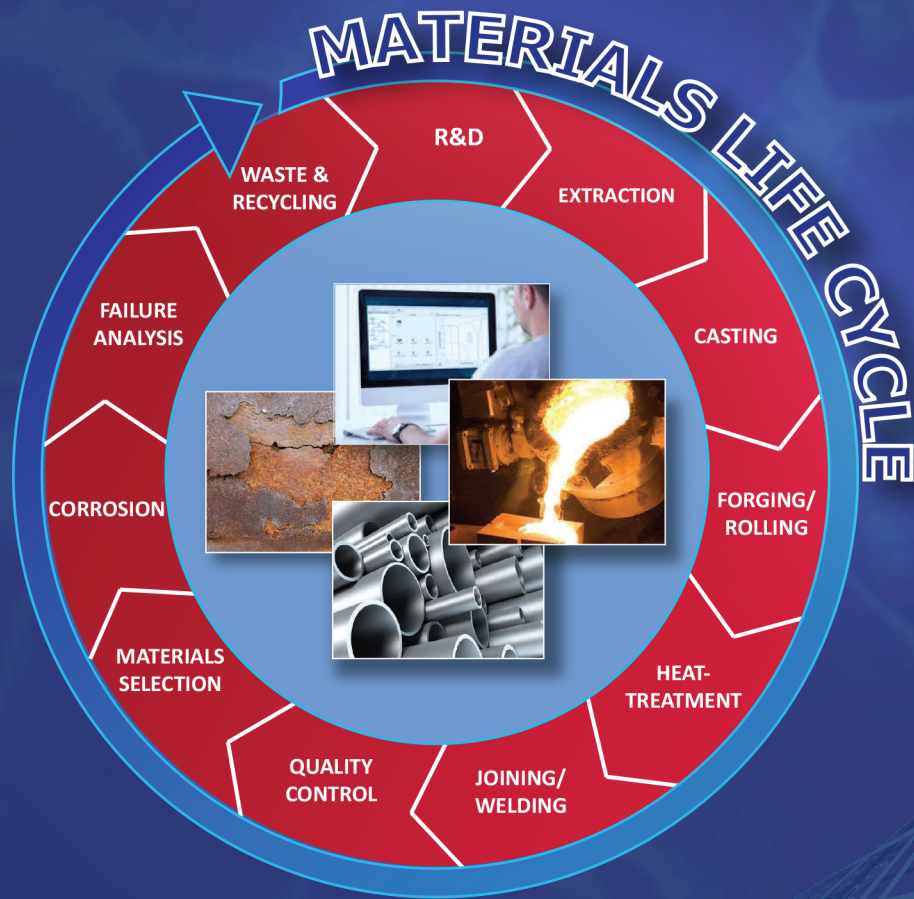 MATERIALS LIFE CYCLE
R&D
EXTRACTION
CASTING
FORGING/
ROLLING
HEAT-
TREATMENT
JOINING/
WELDING
QUALITY
CONTROL
MATERIALS
SELECTION
CORROSION
FAILURE
ANALYSIS
WASTE &
RECYCLING